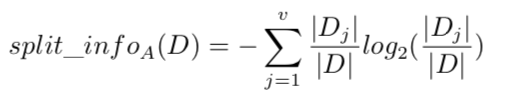 split_info_A(D) = - \sum_{j=1}^{v} \frac{|D_j|}{|D|} log_2(\frac{|D_j|}{|D|})